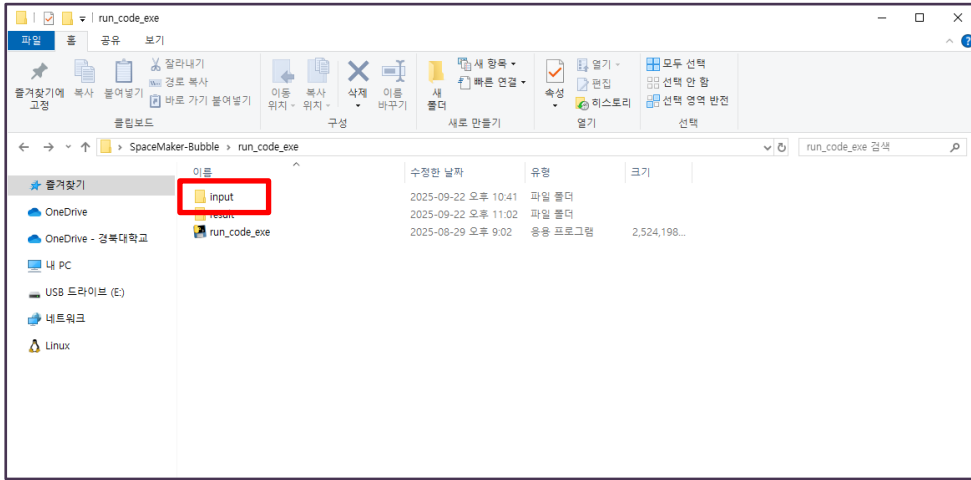 run_code_exe
파일 홈 공유 보기
즐겨찾기에 고정
복사
붙여넣기
잘라내기
경로 복사
바로 가기 붙여넣기
클립보드
이동 위치
복사 위치
삭제
이름 바꾸기
구성
새 폴더
새 항목
빠른 연결
새로 만들기
속성
열기
편집
히스토리
열기
모두 선택
선택 안 함
선택 영역 반전
선택
SpaceMaker-Bubble > run_code_exe
run_code_exe 검색
이름 수정한 날짜 유형 크기
즐겨찾기
OneDrive
OneDrive - 경북대학교
내 PC
USB 드라이브 (E:)
네트워크
Linux
input 2025-09-22 오후 10:41 파일 폴더
result 2025-09-22 오후 11:02 파일 폴더
run_code_exe 2025-08-29 오후 9:02 응용 프로그램 2,524,198...